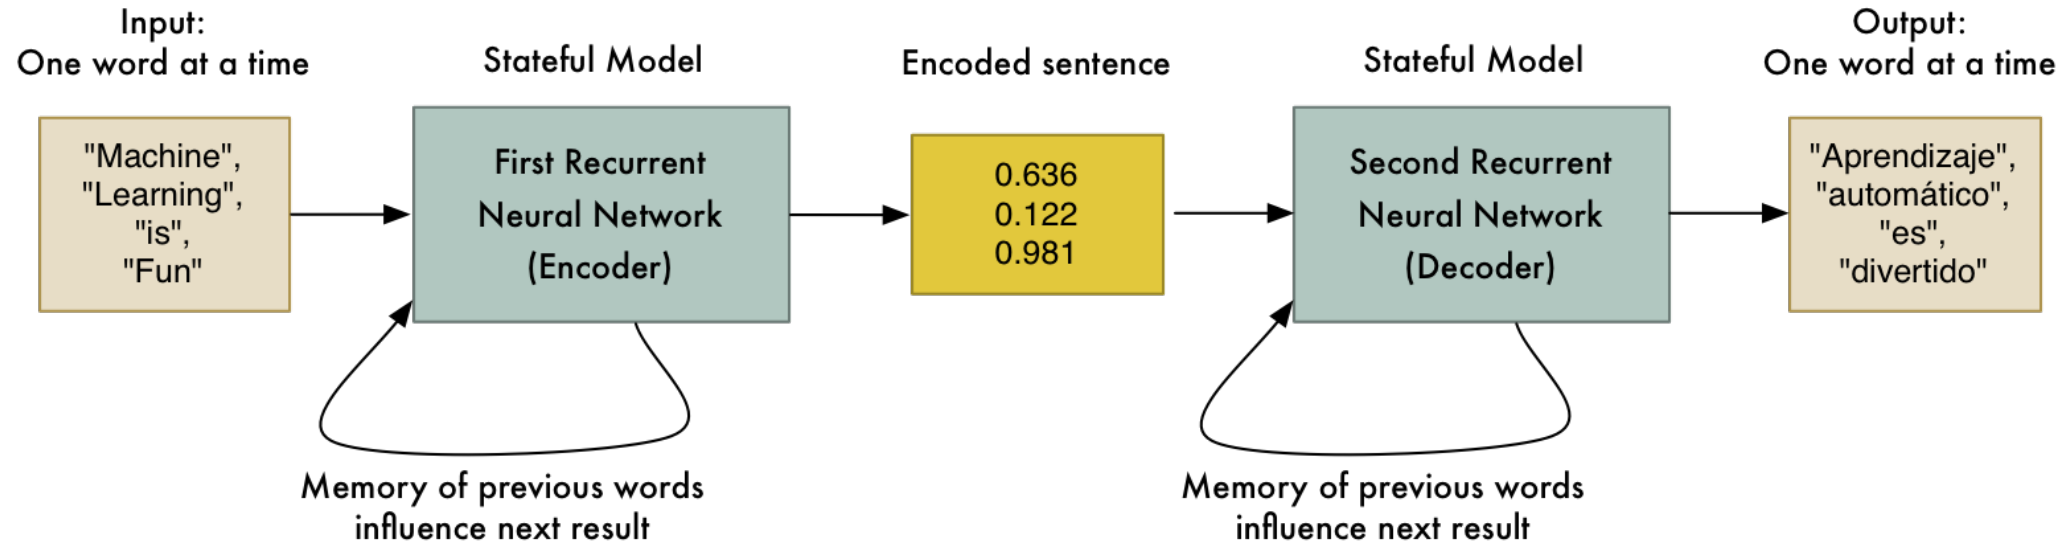 Input:
One word at a time
"Machine",
"Learning",
"is",
"Fun"
Stateful Model
First Recurrent
Neural Network
(Encoder)
Memory of previous words
influence next result
Encoded sentence
0.636
0.122
0.981
Stateful Model
Second Recurrent
Neural Network
(Decoder)
Memory of previous words
influence next result
Output:
One word at a time
"Aprendizaje",
"automático",
"es",
"divertido"